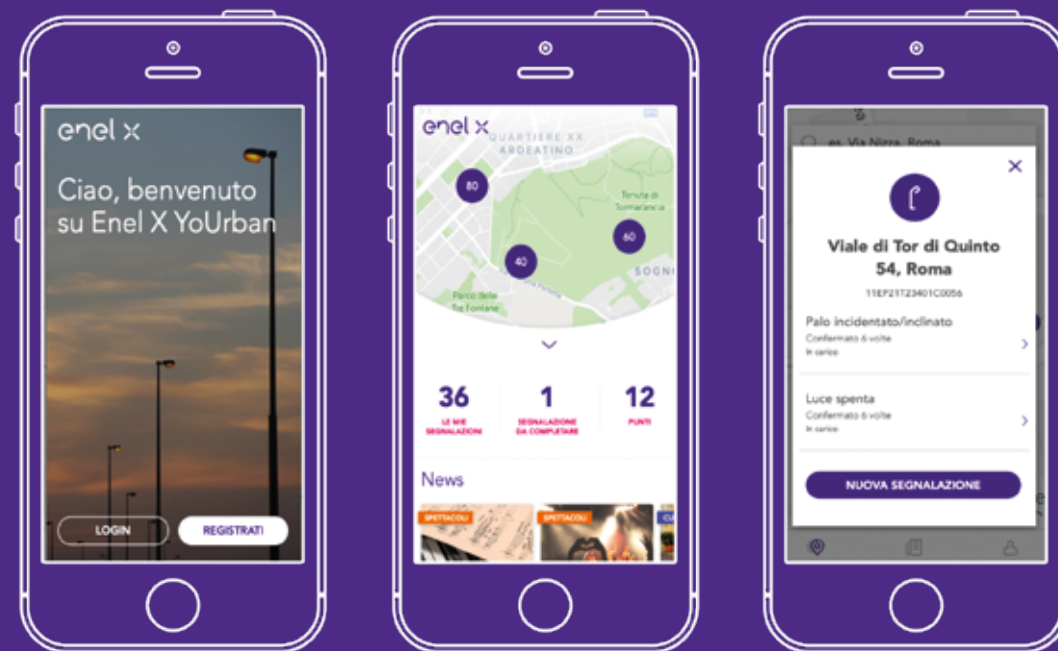 enel x
Ciao, benvenuto
su Enel X YoUrban
LOGIN
REGISTRATI
enel x
QUARTIERE XX
ARDEATINO
80
Tenuta di
Tormarancia
60
40
SOGNO
Parco delle
Tre Fontane
36
1
12
LE MIE
SEGNALAZIONI
SEGNALAZIONE
DA COMPLETARE
PUNTI
News
SPETTACOLI
SPETTACOLI
es. Via Nizza, Roma
Viale di Tor di Quinto
54, Roma
11EP21T23401C0056
Palo incidentato/inclinato
Confermato 6 volte
In carico
Luce spenta
Confermato 6 volte
In carico
NUOVA SEGNALAZIONE